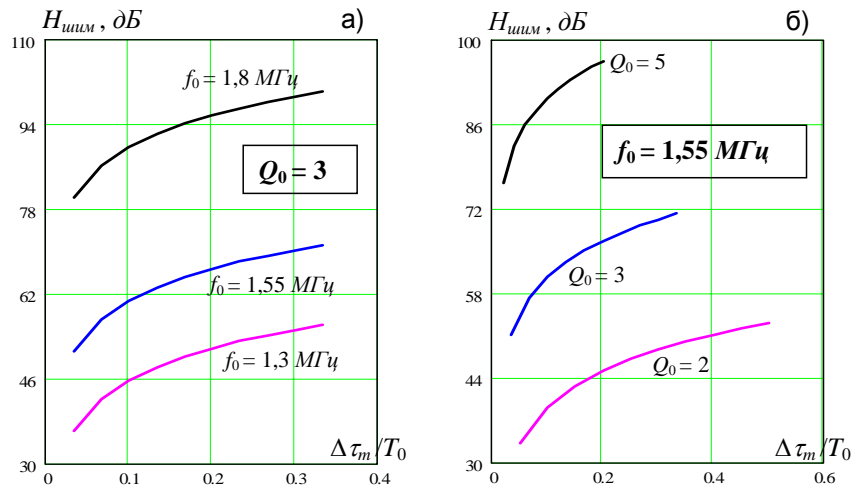 H шим , дБ
а)
110
94
78
62
46
30
f0 = 1,8 МГц
Q0 = 3
f0 = 1,55 МГц
f0 = 1,3 МГц
Δτm/T0
0
0.1
0.2
0.3
0.4
H шим , дБ
б)
100
86
72
58
44
30
Q0 = 5
f0 = 1,55 МГц
Q0 = 3
Q0 = 2
Δτm/T0
0
0.2
0.4
0.6